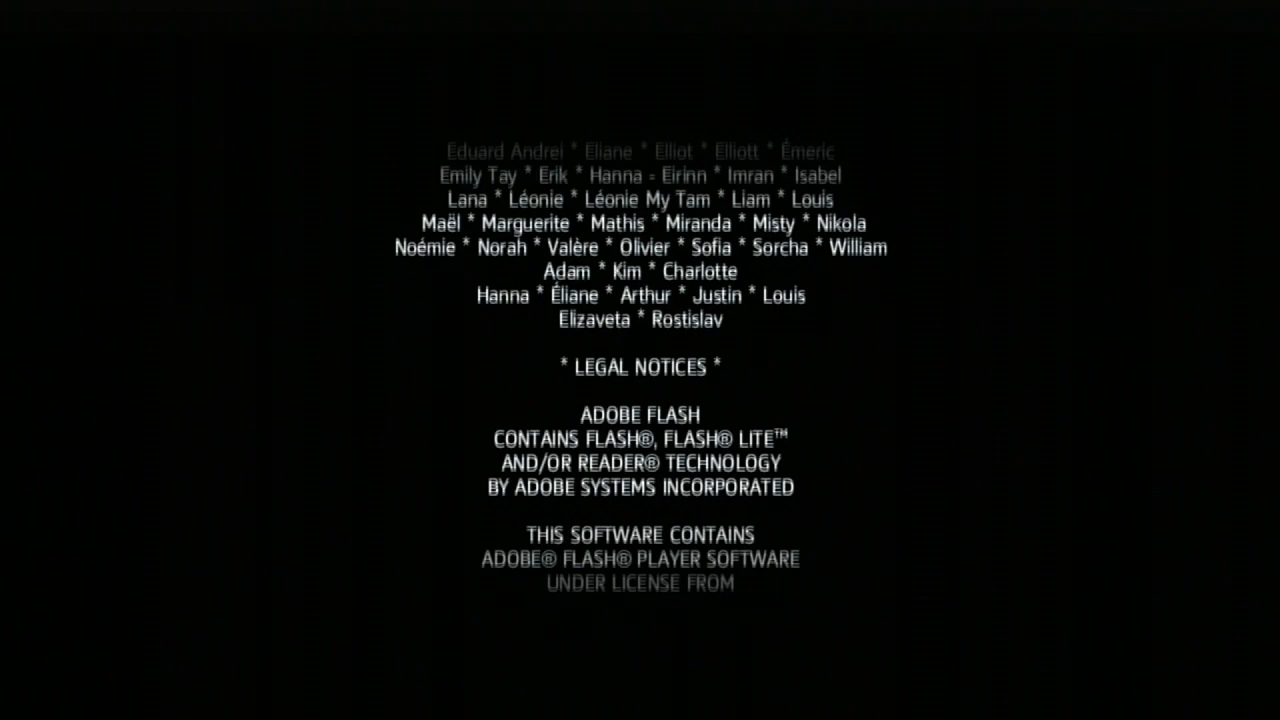 Eduard Andrei * Eliane * Elliot * Elliott * Émeric
Emily Tay * Erik * Hanna - Eirinn * Imran * Isabel
Lana * Léonie * Léonie My Tam * Liam * Louis
Maël * Marguerite * Mathis * Miranda * Misty * Nikola
Noémie * Norah * Valère * Olivier * Sofia * Sorcha * William
Adam * Kim * Charlotte
Hanna * Éliane * Arthur * Justin * Louis
Elizaveta * Rostislav
* LEGAL NOTICES *
ADOBE FLASH
CONTAINS FLASH®, FLASH® LITE™
AND/OR READER® TECHNOLOGY
BY ADOBE SYSTEMS INCORPORATED
THIS SOFTWARE CONTAINS
ADOBE® FLASH® PLAYER SOFTWARE
UNDER LICENSE FROM